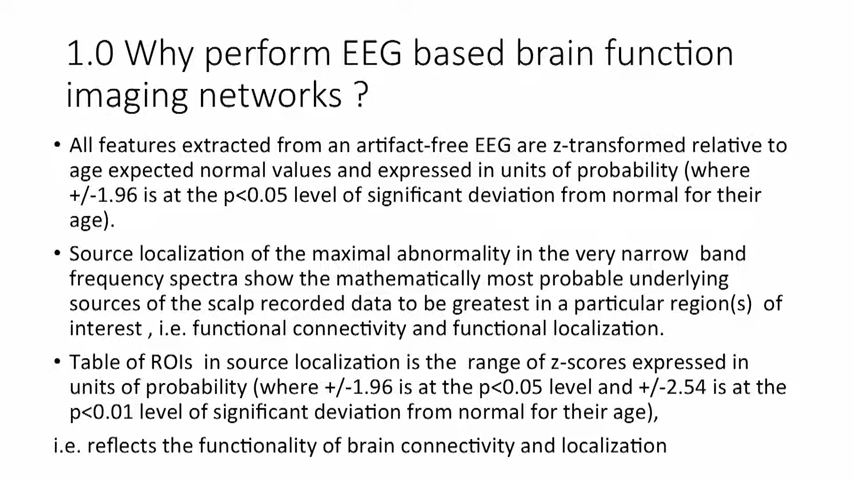 1.0 Why perform EEG based brain function
imaging networks ?
• All features extracted from an artifact-free EEG are z-transformed relative to
age expected normal values and expressed in units of probability (where
+/-1.96 is at the p<0.05 level of significant deviation from normal for their
age).
• Source localization of the maximal abnormality in the very narrow  band
frequency spectra show the mathematically most probable underlying
sources of the scalp recorded data to be greatest in a particular region(s)  of
interest , i.e. functional connectivity and functional localization.
• Table of ROIs  in source localization is the  range of z-scores expressed in
units of probability (where +/-1.96 is at the p<0.05 level and +/-2.54 is at the
p<0.01 level of significant deviation from normal for their age),
i.e. reflects the functionality of brain connectivity and localization